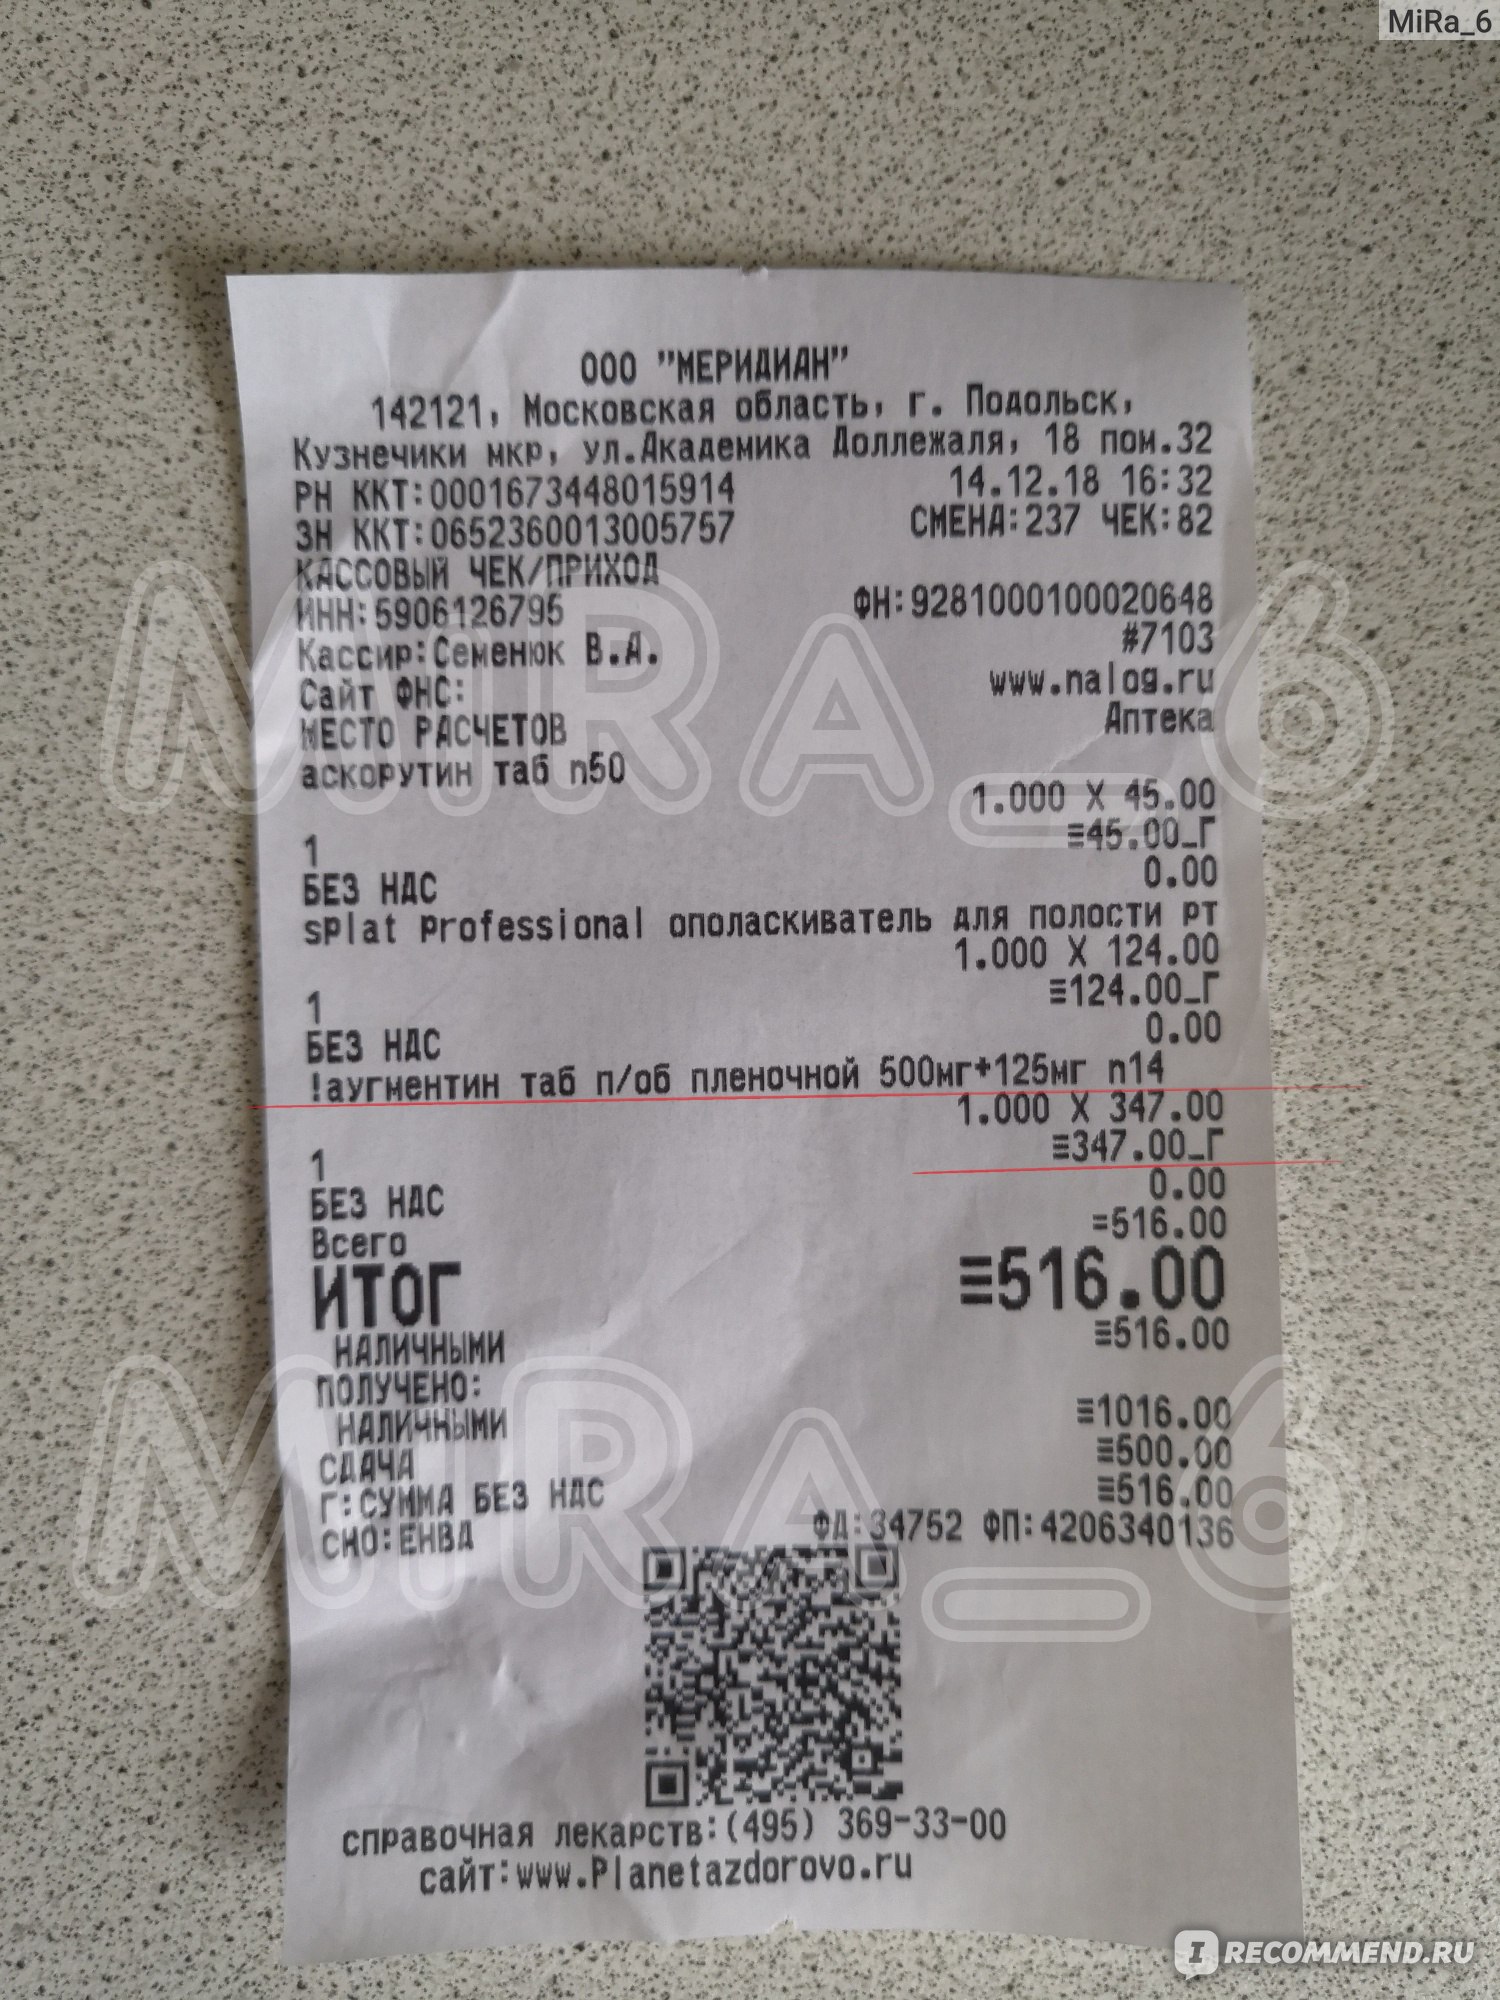 MiRa_6
ООО "МЕРИДИАН"
142121, Московская область, г. Подольск,
Кузнечики мкр, ул.Академика Доллежаля, 18 пом.32
РН ККТ:0001673448015914 14.12.18 16:32
ЗН ККТ:0652360013005757 СМЕНА:237 ЧЕК:82
КАССОВЫЙ ЧЕК/ПРИХОД
ИНН:5906126795 ФН:9281000100020648
Кассир:Семенюк В.А. #7103
Сайт ФНС: www.nalog.ru
МЕСТО РАСЧЕТОВ Аптека
аскорутин таб n50
1.000 X 45.00
1 ≡45.00_Г
БЕЗ НДС 0.00
sPlat Professional ополаскиватель для полости рт
1.000 X 124.00
1 ≡124.00_Г
БЕЗ НДС 0.00
!аугментин таб п/об пленочной 500мг+125мг n14
1.000 X 347.00
1 ≡347.00_Г
БЕЗ НДС 0.00
Всего =516.00
ИТОГ ≡516.00
НАЛИЧНЫМИ ≡516.00
ПОЛУЧЕНО:
НАЛИЧНЫМИ ≡1016.00
СДАЧА ≡500.00
Г:СУММА БЕЗ НДС ≡516.00
СНО:ЕНВД ФД:34752 ФП:4206340136
справочная лекарств:(495) 369-33-00
сайт:www.Planetazdorovo.ru
MiRa_6
MiRa_6
IRECOMMEND.RU